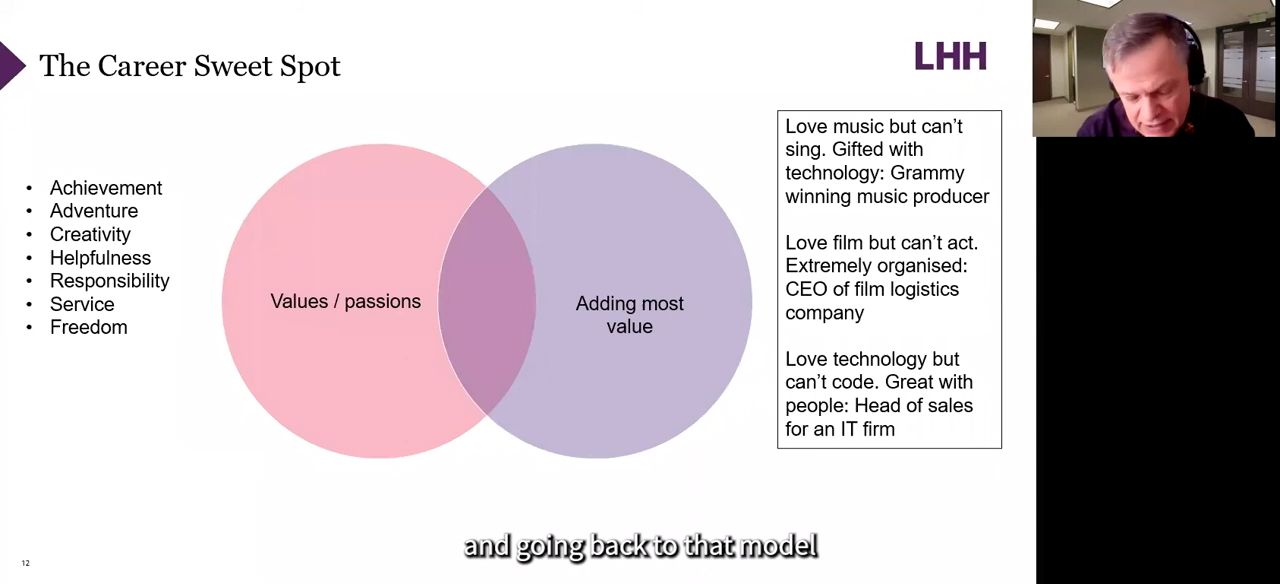 The Career Sweet Spot
LHH
• Achievement
• Adventure
• Creativity
• Helpfulness
• Responsibility
• Service
• Freedom
Values / passions
Adding most
value
Love music but can’t
sing. Gifted with
technology: Grammy
winning music producer
Love film but can’t act.
Extremely organised:
CEO of film logistics
company
Love technology but
can’t code. Great with
people: Head of sales
for an IT firm
and going back to that model
12